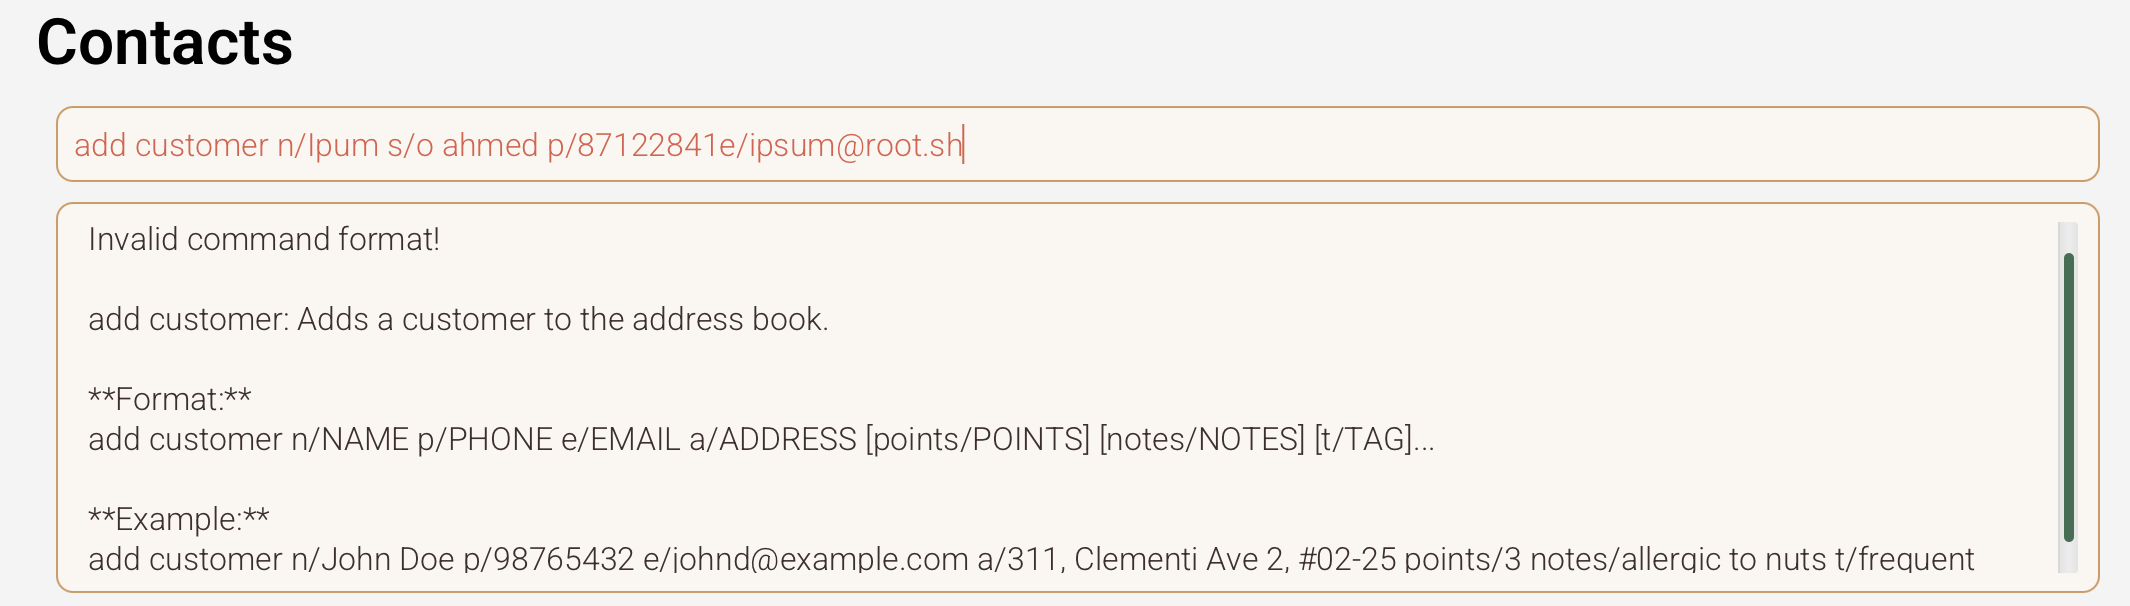 Contacts
add customer n/Ipum s/o ahmed p/87122841e/ipsum@root.sh
Invalid command format!
add customer: Adds a customer to the address book.
**Format:**
add customer n/NAME p/PHONE e/EMAIL a/ADDRESS [points/POINTS] [notes/NOTES] [t/TAG]...
**Example:**
add customer n/John Doe p/98765432 e/johnd@example.com a/311, Clementi Ave 2, #02-25 points/3 notes/allergic to nuts t/frequent